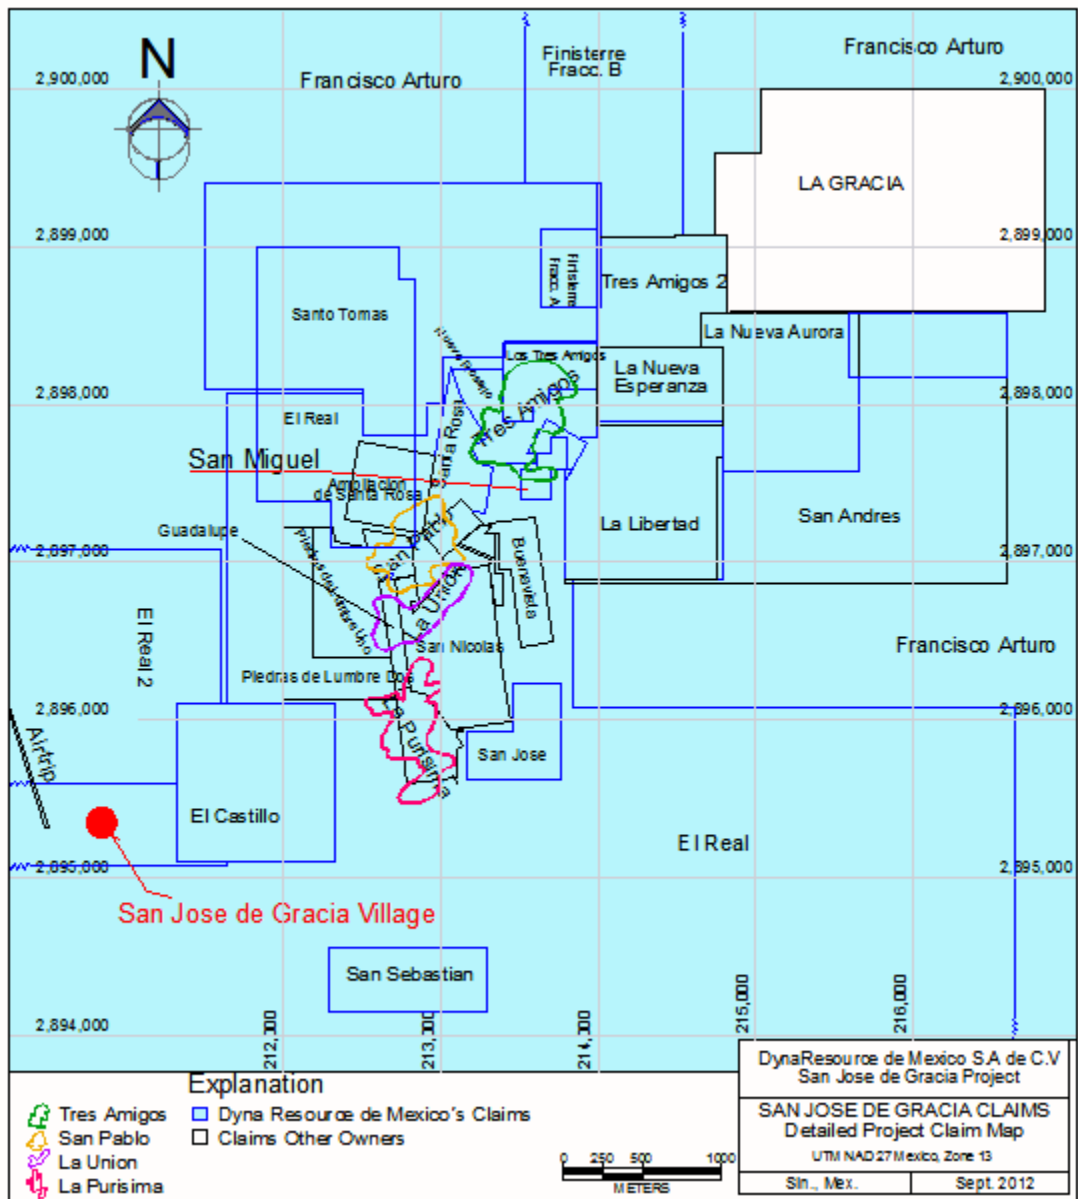 N
Francisco Arturo
Finisterre
Fracc. B
Francisco Arturo
2,900,000
2,900,000
LA GRACIA
2,899,000
2,899,000
Finisterre
Fracc. A
Tres Amigos 2
Santo Tomas
La Nueva Aurora
Los Tres Amigos
La Nueva
Esperanza
Tres Amigos
2,898,000
2,898,000
El Real
Santa Rosa
San Miguel
Ampliacion
de Santa Rosa
La Libertad
San Andres
Guadalupe
San Pablo
2,897,000
2,897,000
Buenavista
Piedras de Lumbre Uno
La Union
El Real 2
San Nicolas
Francisco Arturo
Piedras de Lumbre Dos
2,896,000
2,896,000
La Purisima
Airtrip
San Jose
El Castillo
El Real
2,895,000
2,895,000
San Jose de Gracia Village
San Sebastian
2,894,000
212,000
213,000
214,000
215,000
216,000
Explanation
Tres Amigos
San Pablo
La Union
La Purisima
Dyna Resource de Mexico's Claims
Claims Other Owners
0 250 500 1000
METERS
DynaResource de Mexico S.A de C.V
San Jose de Gracia Project
SAN JOSE DE GRACIA CLAIMS
Detailed Project Claim Map
UTM NAD 27 Mexico, Zone 13
Sin., Mex.
Sept. 2012